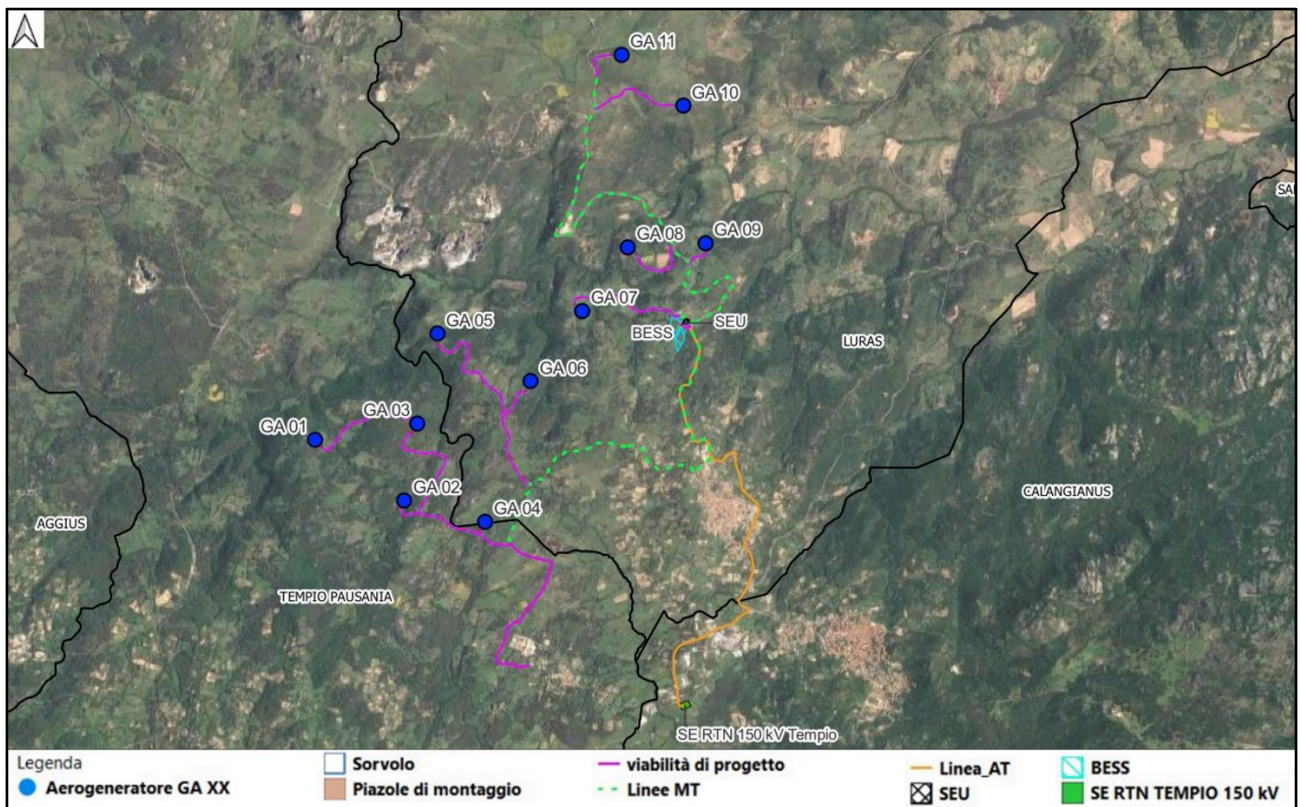 GA 11
GA 10
GA 08
GA 09
GA 07
SEU
BESS
GA 05
LURAS
GA 06
GA 03
GA 01
GA 02
CALANGIANUS
GA 04
AGGIUS
TEMPIO PAUSANIA
SE RTN 150 kV Tempio
Legenda
Aerogeneratore GA XX
Sorvolo
Piazole di montaggio
viabilità di progetto
Linee MT
Linea_AT
SEU
BESS
SE RTN TEMPIO 150 kV